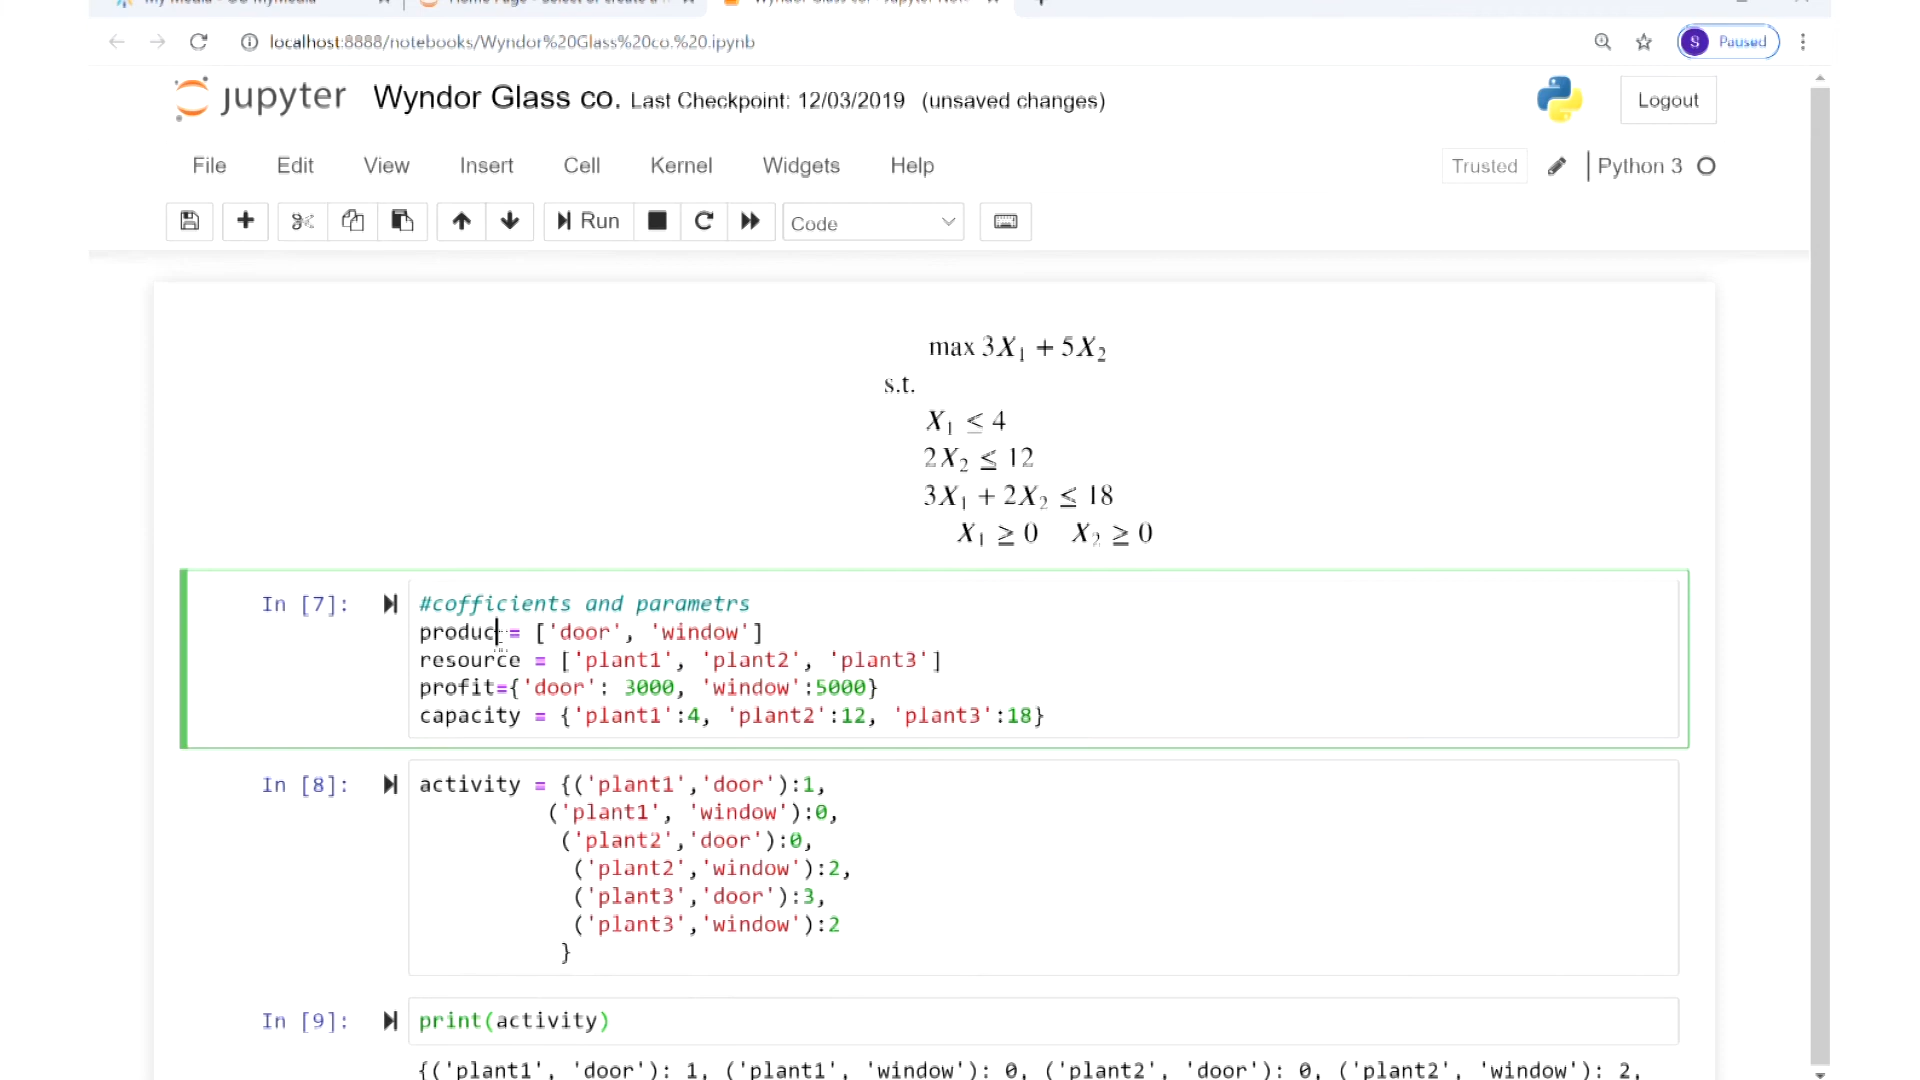 localhost:8888/notebooks/Wyndor%20Glass%20co.%20.ipynb
S Paused
jupyter Wyndor Glass co. Last Checkpoint: 12/03/2019 (unsaved changes)
Logout
File Edit View Insert Cell Kernel Widgets Help
Trusted Python 3
Run Code
max 3X₁ + 5X₂
s.t.
X₁ ≤ 4
2X₂ ≤ 12
3X₁ + 2X₂ ≤ 18
X₁ ≥ 0 X₂ ≥ 0
In [7]: #cofficients and parametrs
product= ['door', 'window']
resource = ['plant1', 'plant2', 'plant3']
profit={'door': 3000, 'window':5000}
capacity = {'plant1':4, 'plant2':12, 'plant3':18}
In [8]: activity = {('plant1','door'):1,
('plant1', 'window'):0,
('plant2','door'):0,
('plant2','window'):2,
('plant3','door'):3,
('plant3','window'):2
}
In [9]: print(activity)
{('plant1', 'door'): 1, ('plant1', 'window'): 0, ('plant2', 'door'): 0, ('plant2', 'window'): 2,